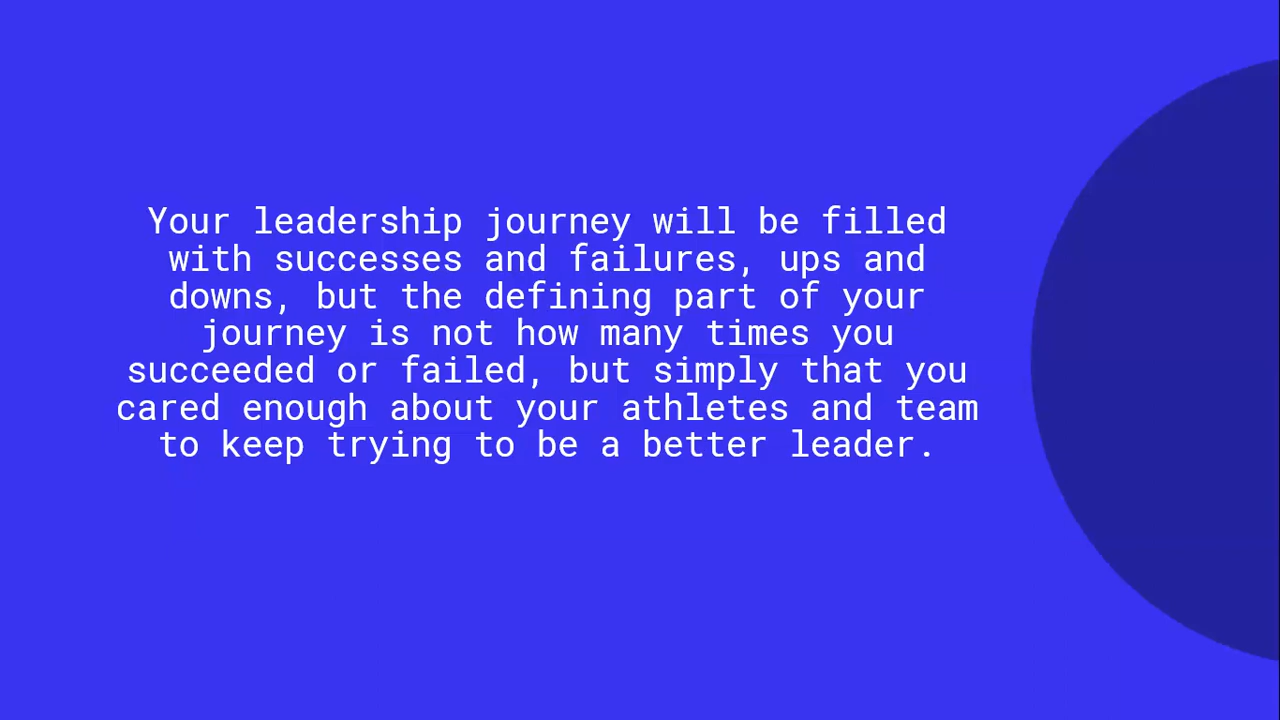 Your leadership journey will be filled
with successes and failures, ups and
downs, but the defining part of your
journey is not how many times you
succeeded or failed, but simply that you
cared enough about your athletes and team
to keep trying to be a better leader.